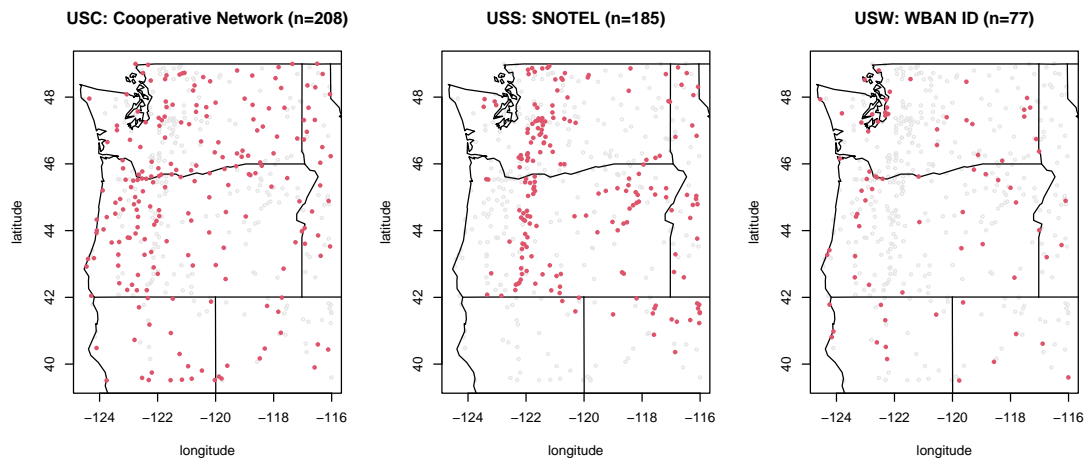 USC: Cooperative Network (n=208)
USS: SNOTEL (n=185)
USW: WBAN ID (n=77)
latitude
40 42 44 46 48
−124 −122 −120 −118 −116
longitude
latitude
40 42 44 46 48
−124 −122 −120 −118 −116
longitude
latitude
40 42 44 46 48
−124 −122 −120 −118 −116
longitude